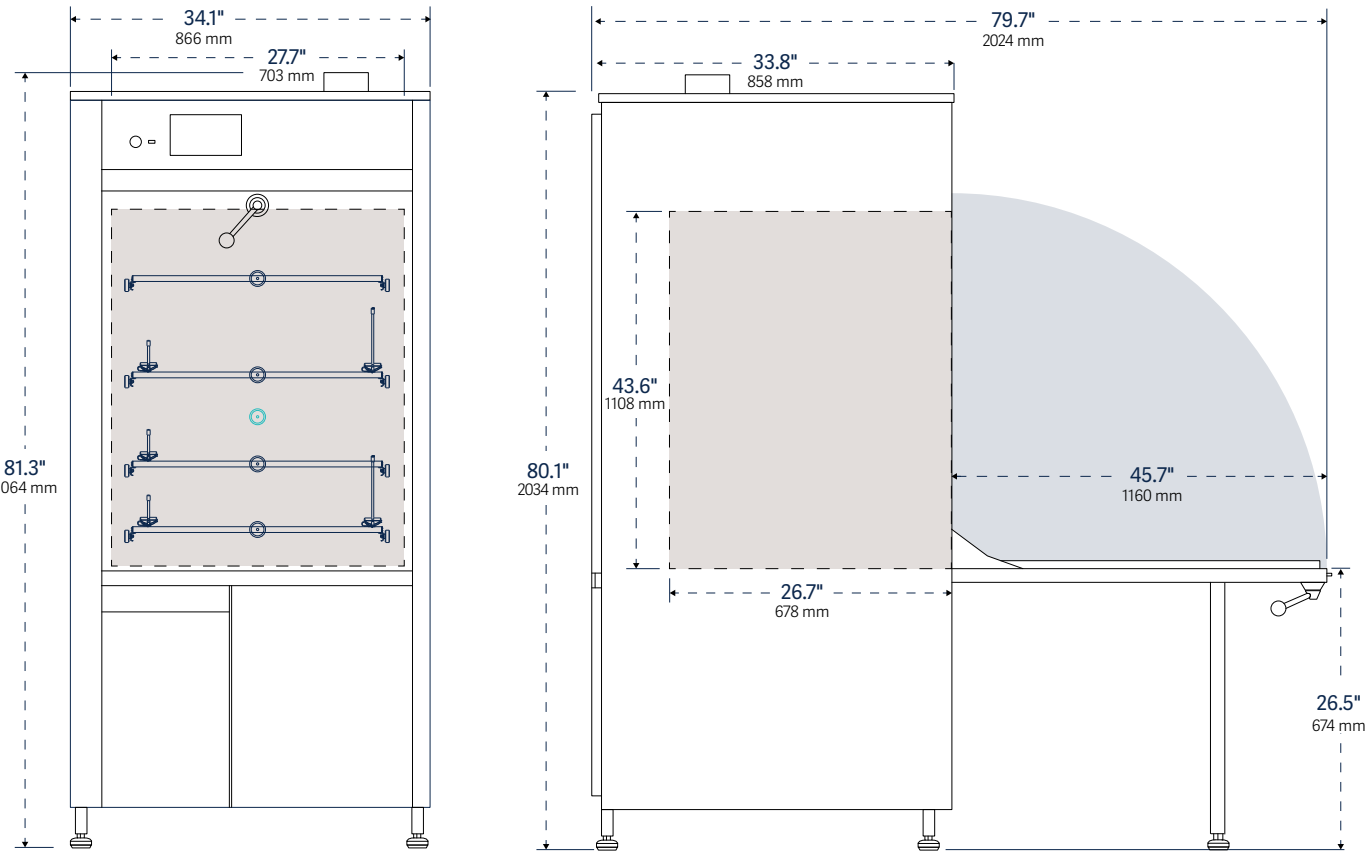 34.1"
866 mm
27.7"
703 mm
81.3"
064 mm
79.7"
2024 mm
33.8"
858 mm
43.6"
1108 mm
80.1"
2034 mm
45.7"
1160 mm
26.7"
678 mm
26.5"
674 mm